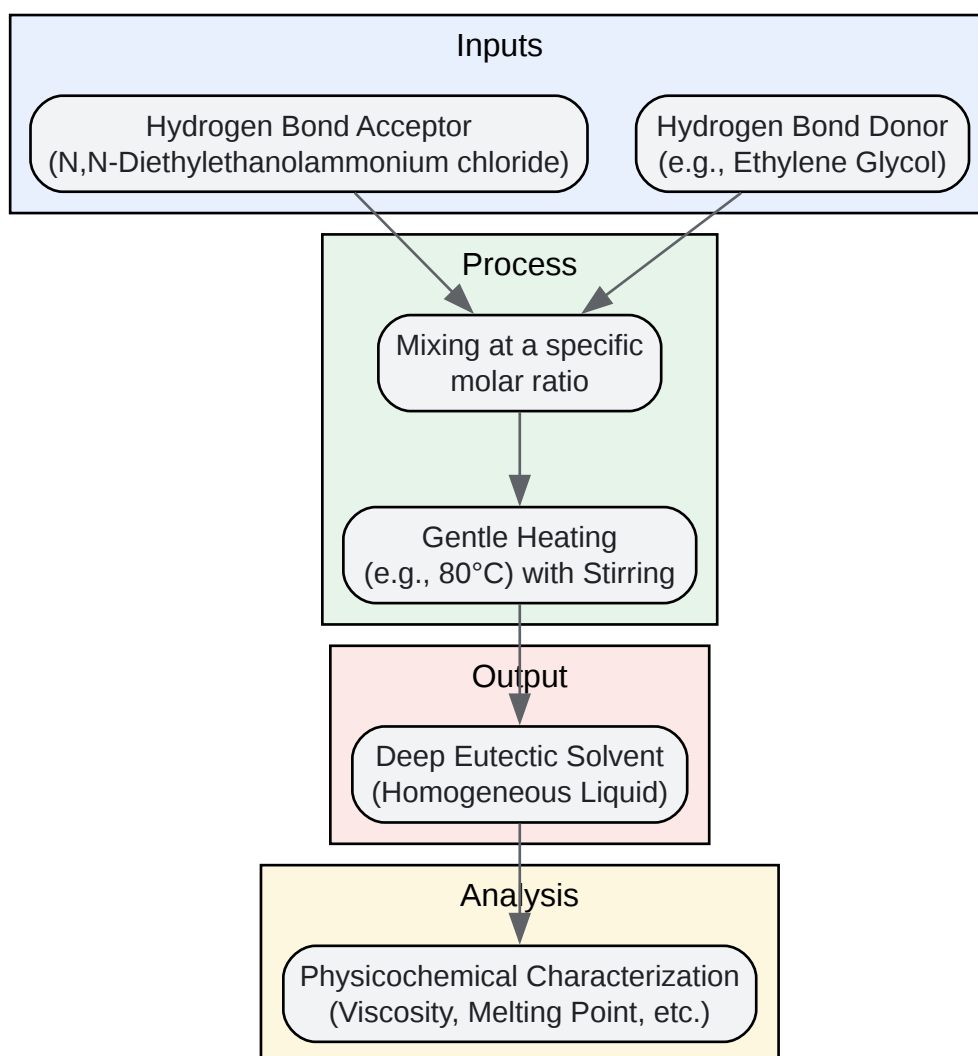 Inputs
Hydrogen Bond Acceptor
(N,N-Diethylethanolammonium chloride)
Hydrogen Bond Donor
(e.g., Ethylene Glycol)
Process
Mixing at a specific
molar ratio
Gentle Heating
(e.g., 80°C) with Stirring
Output
Deep Eutectic Solvent
(Homogeneous Liquid)
Analysis
Physicochemical Characterization
(Viscosity, Melting Point, etc.)